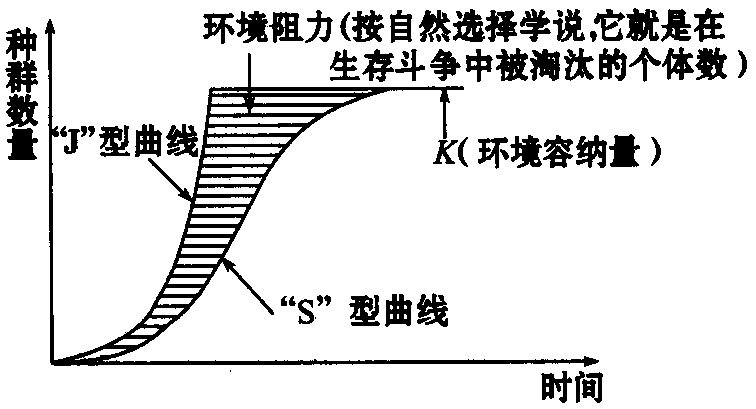 环境阻力(按自然选择学说,它就是在
生存斗争中被淘汰的个体数)
种群数量
“J”型曲线
K(环境容纳量)
“S”型曲线
时间